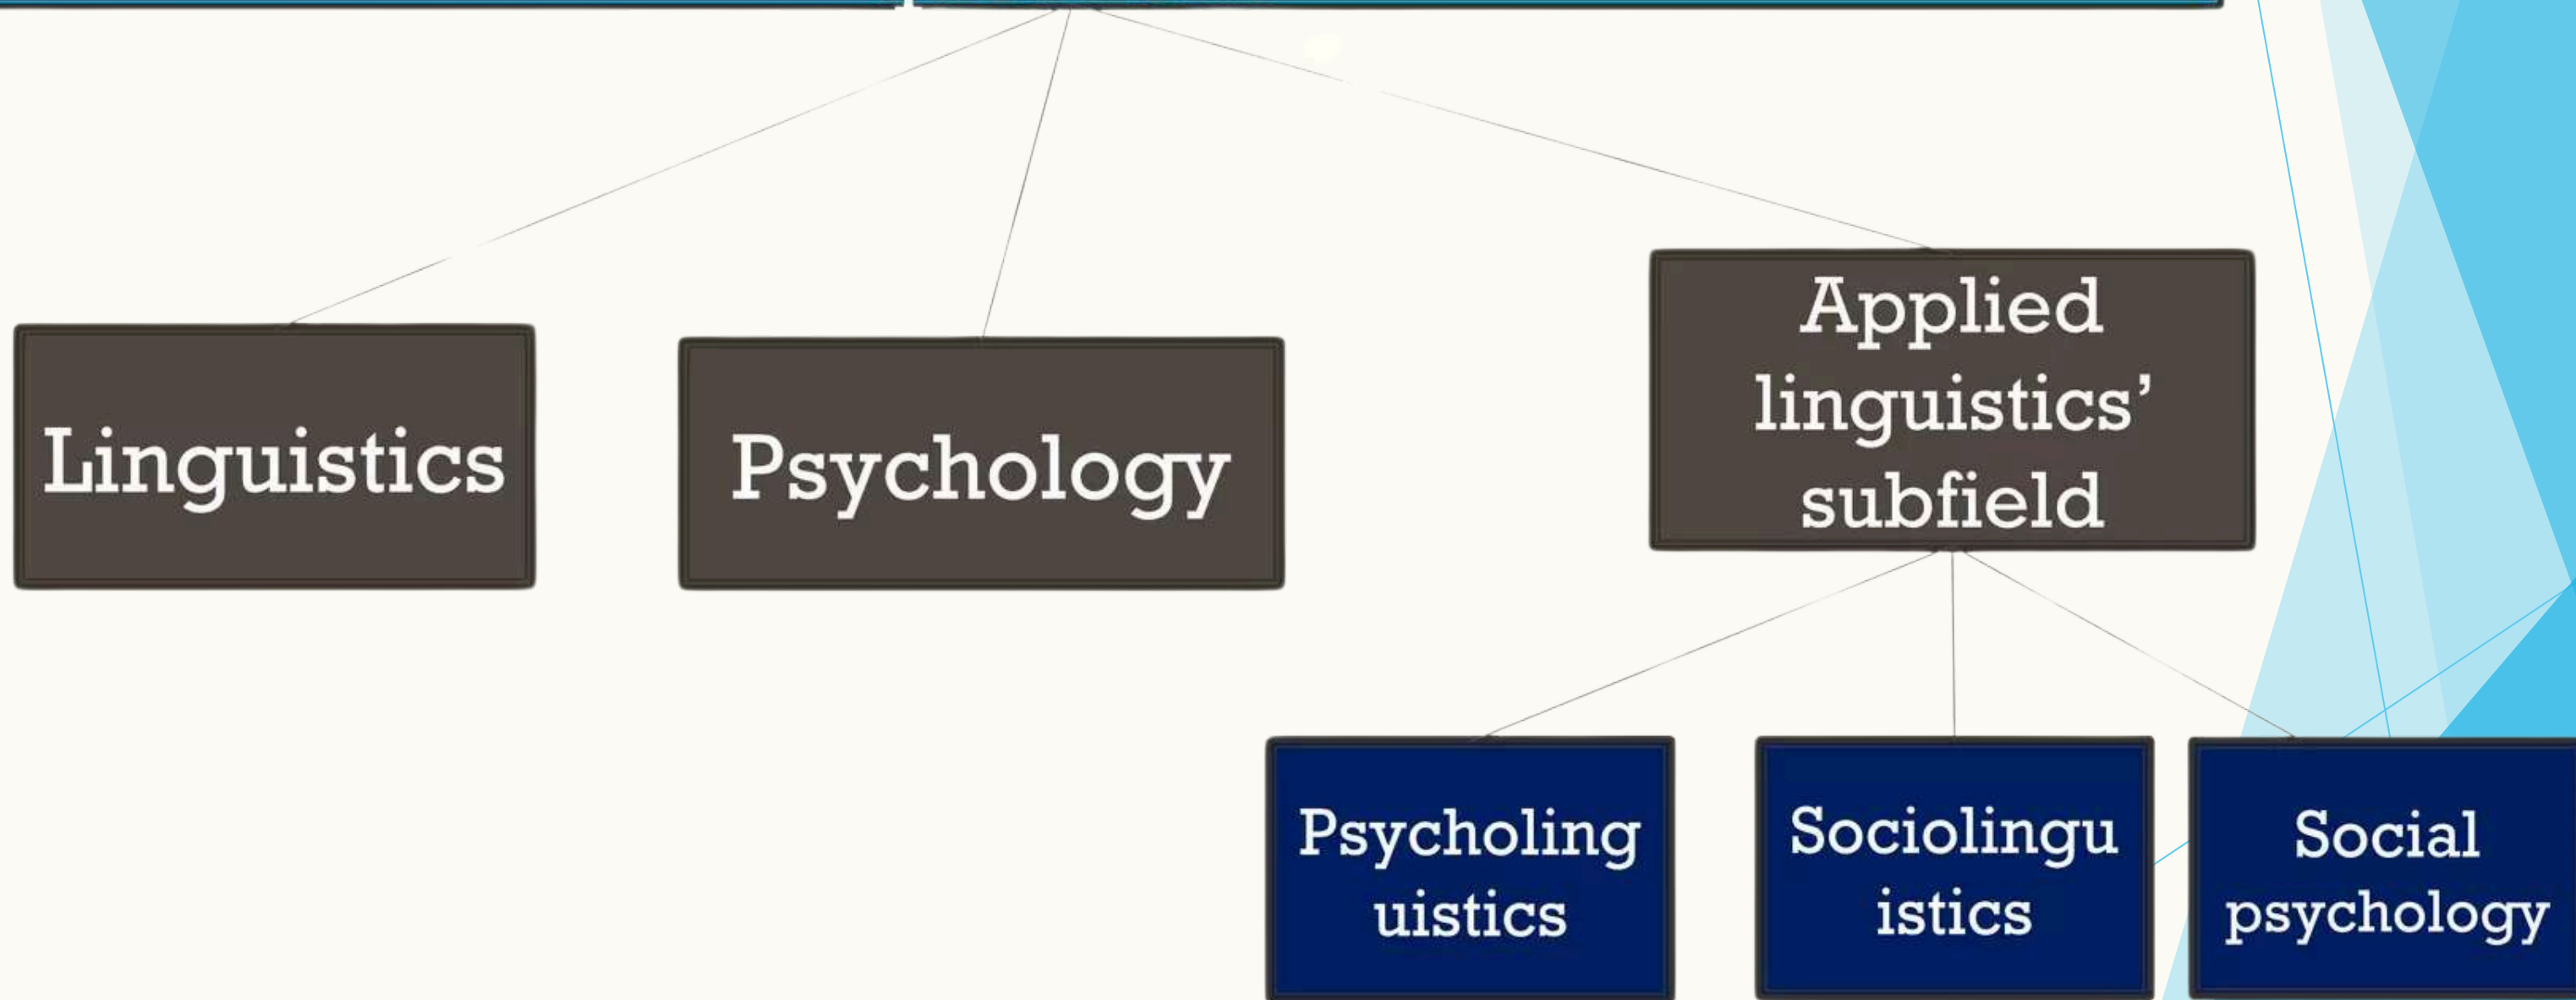 Linguistics
Psychology
Applied
linguistics’
subfield
Psycholing
uistics
Sociolingu
istics
Social
psychology